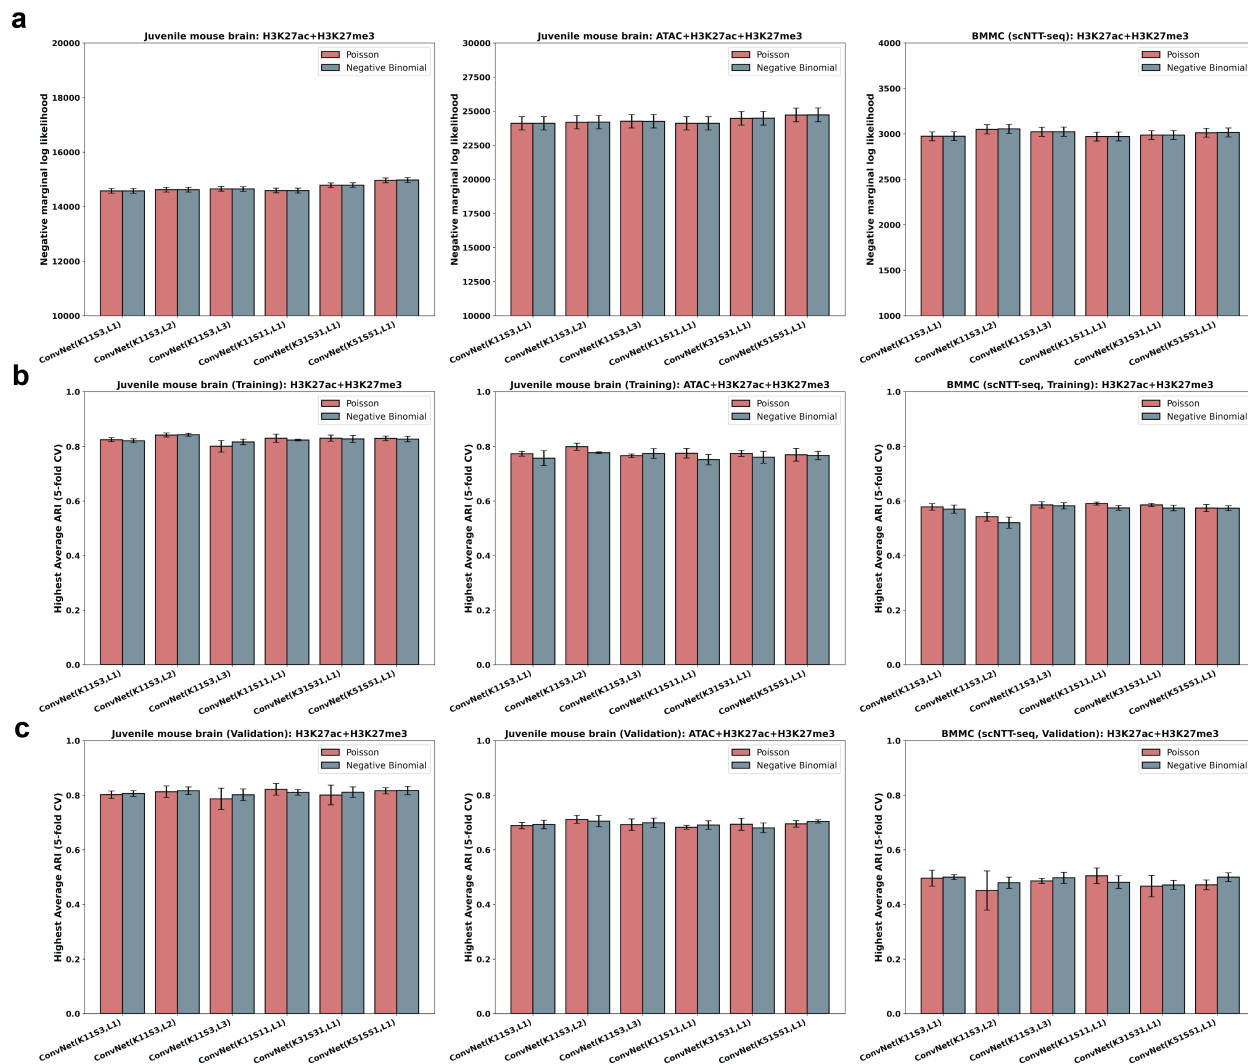 a
Juvenile mouse brain: H3K27ac+H3K27me3
Negative marginal log likelihood
20000
18000
16000
14000
12000
10000
Poisson
Negative Binomial
ConvNet(K11S3,L1)
ConvNet(K11S3,L2)
ConvNet(K11S3,L3)
ConvNet(K11S11,L1)
ConvNet(K31S31,L1)
ConvNet(K51S51,L1)
Juvenile mouse brain: ATAC+H3K27ac+H3K27me3
Negative marginal log likelihood
30000
27500
25000
22500
20000
17500
15000
12500
10000
Poisson
Negative Binomial
ConvNet(K11S3,L1)
ConvNet(K11S3,L2)
ConvNet(K11S3,L3)
ConvNet(K11S11,L1)
ConvNet(K31S31,L1)
ConvNet(K51S51,L1)
BMMC (scNTT-seq): H3K27ac+H3K27me3
Negative marginal log likelihood
4000
3500
3000
2500
2000
1500
1000
Poisson
Negative Binomial
ConvNet(K11S3,L1)
ConvNet(K11S3,L2)
ConvNet(K11S3,L3)
ConvNet(K11S11,L1)
ConvNet(K31S31,L1)
ConvNet(K51S51,L1)
b
Juvenile mouse brain (Training): H3K27ac+H3K27me3
Highest Average ARI (5-fold CV)
1.0
0.8
0.6
0.4
0.2
0.0
Poisson
Negative Binomial
ConvNet(K11S3,L1)
ConvNet(K11S3,L2)
ConvNet(K11S3,L3)
ConvNet(K11S11,L1)
ConvNet(K31S31,L1)
ConvNet(K51S51,L1)
Juvenile mouse brain (Training): ATAC+H3K27ac+H3K27me3
Highest Average ARI (5-fold CV)
1.0
0.8
0.6
0.4
0.2
0.0
Poisson
Negative Binomial
ConvNet(K11S3,L1)
ConvNet(K11S3,L2)
ConvNet(K11S3,L3)
ConvNet(K11S11,L1)
ConvNet(K31S31,L1)
ConvNet(K51S51,L1)
BMMC (scNTT-seq, Training): H3K27ac+H3K27me3
Highest Average ARI (5-fold CV)
1.0
0.8
0.6
0.4
0.2
0.0
Poisson
Negative Binomial
ConvNet(K11S3,L1)
ConvNet(K11S3,L2)
ConvNet(K11S3,L3)
ConvNet(K11S11,L1)
ConvNet(K31S31,L1)
ConvNet(K51S51,L1)
c
Juvenile mouse brain (Validation): H3K27ac+H3K27me3
Highest Average ARI (5-fold CV)
1.0
0.8
0.6
0.4
0.2
0.0
Poisson
Negative Binomial
ConvNet(K11S3,L1)
ConvNet(K11S3,L2)
ConvNet(K11S3,L3)
ConvNet(K11S11,L1)
ConvNet(K31S31,L1)
ConvNet(K51S51,L1)
Juvenile mouse brain (Validation): ATAC+H3K27ac+H3K27me3
Highest Average ARI (5-fold CV)
1.0
0.8
0.6
0.4
0.2
0.0
Poisson
Negative Binomial
ConvNet(K11S3,L1)
ConvNet(K11S3,L2)
ConvNet(K11S3,L3)
ConvNet(K11S11,L1)
ConvNet(K31S31,L1)
ConvNet(K51S51,L1)
BMMC (scNTT-seq, Validation): H3K27ac+H3K27me3
Highest Average ARI (5-fold CV)
1.0
0.8
0.6
0.4
0.2
0.0
Poisson
Negative Binomial
ConvNet(K11S3,L1)
ConvNet(K11S3,L2)
ConvNet(K11S3,L3)
ConvNet(K11S11,L1)
ConvNet(K31S31,L1)
ConvNet(K51S51,L1)